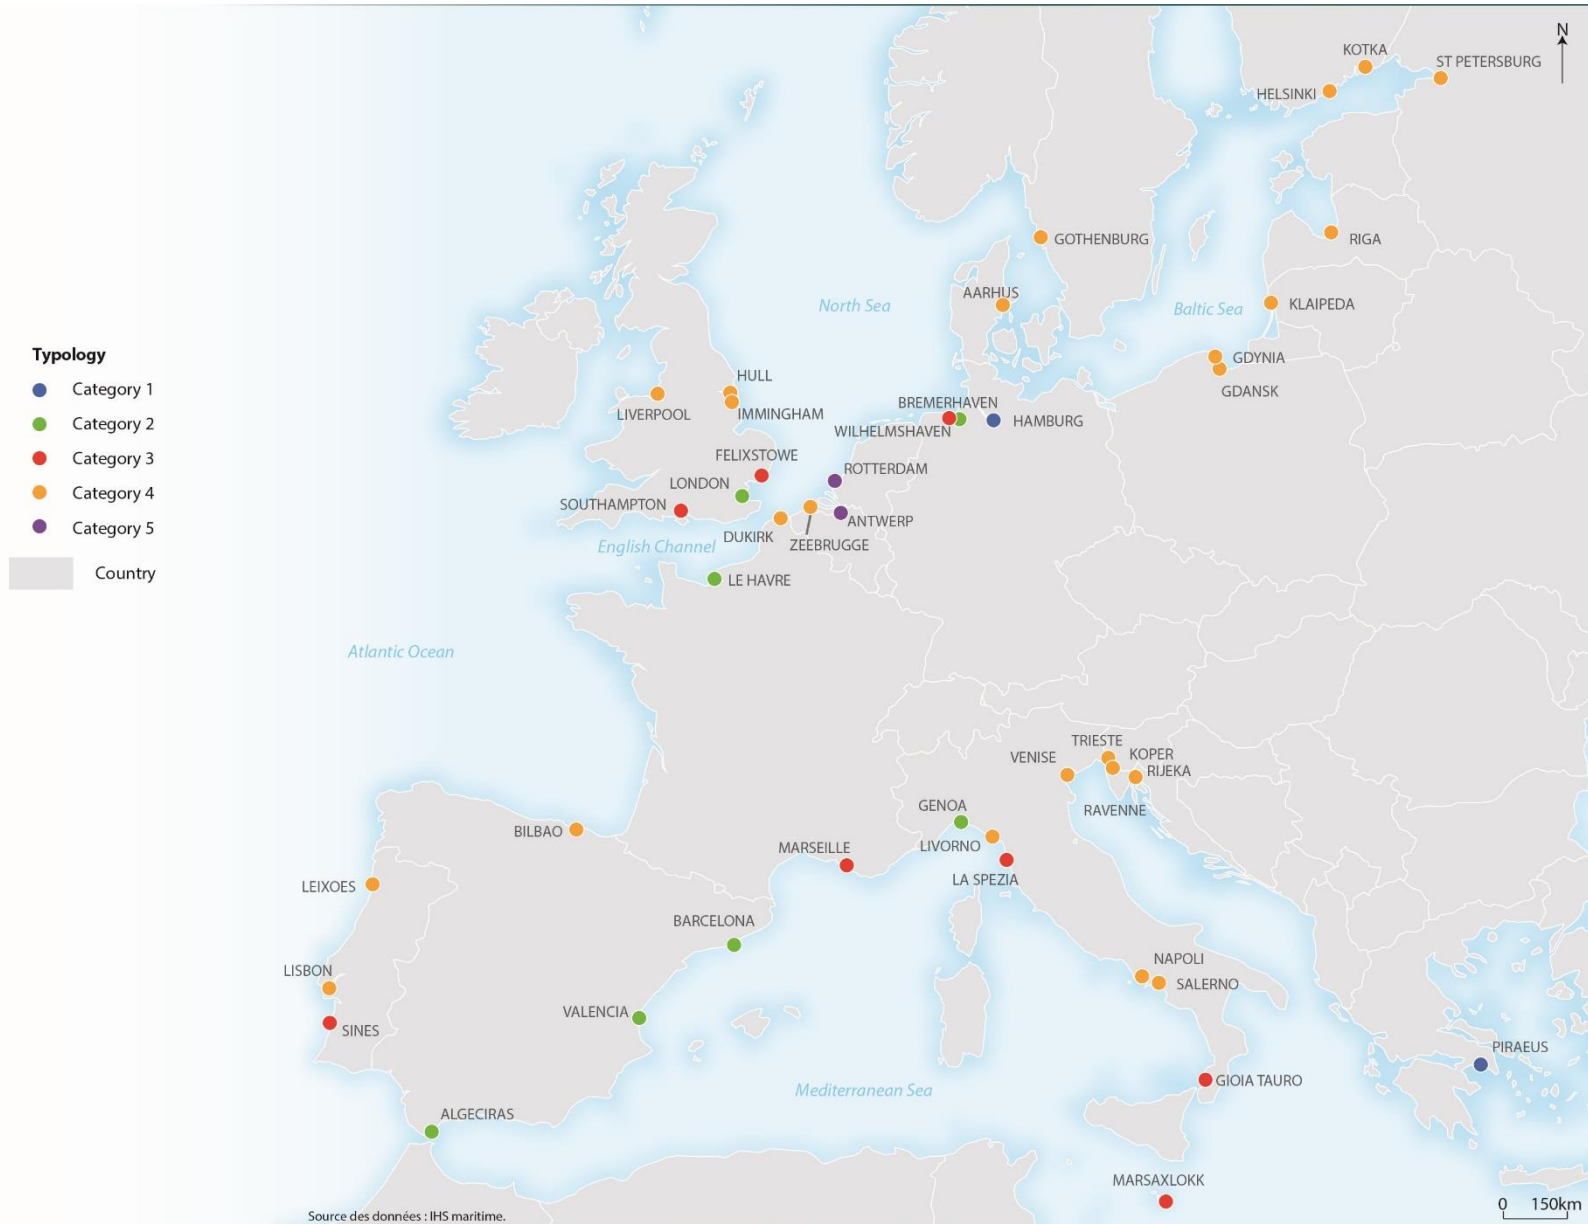 N
KOTKA
ST PETERSBURG
HELSINKI
GOTHENBURG
RIGA
AARHUS
North Sea
Baltic Sea
KLAIPEDA
Typology
Category 1
Category 2
Category 3
Category 4
Category 5
Country
GDYNIA
GDANSK
HULL
LIVERPOOL
IMMINGHAM
BREMERHAVEN
WILHELMSHAVEN
HAMBURG
FELIXSTOWE
ROTTERDAM
LONDON
SOUTHAMPTON
ANTWERP
DUKIRK
ZEEBRUGGE
English Channel
LE HAVRE
Atlantic Ocean
TRIESTE
VENISE
KOPER
RIJEKA
RAVENNE
GENOA
BILBAO
MARSEILLE
LIVORNO
LA SPEZIA
LEIXOES
BARCELONA
LISBON
NAPOLI
SALERNO
VALENCIA
SINES
PIRAEUS
GIOIA TAURO
Mediterranean Sea
ALGECIRAS
MARSAXLOKK
0 150km
Source des données : IHS maritime.